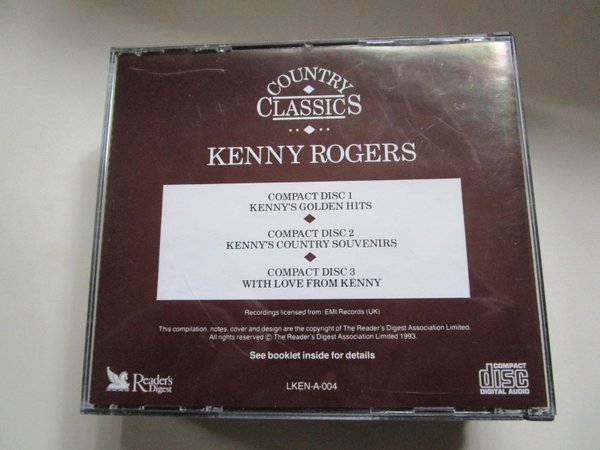 COUNTRY
CLASSICS
KENNY ROGERS
COMPACT DISC 1
KENNY'S GOLDEN HITS
COMPACT DISC 2
KENNY'S COUNTRY SOUVENIRS
COMPACT DISC 3
WITH LOVE FROM KENNY
Recordings licensed from: EMI Records (UK)
This compilation, notes, cover and design are the copyright of The Reader's Digest Association Limited.
All rights reserved Ⓟ The Reader's Digest Association Limited 1993.
See booklet inside for details
Reader's
Digest
LKEN-A-004
COMPACT
disc
DIGITAL AUDIO